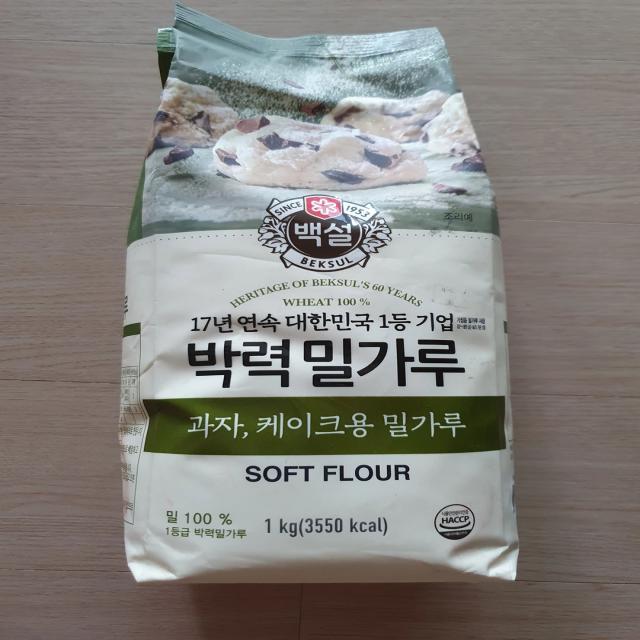 조리예
SINCE 1953
백설
BEKSUL
HERITAGE OF BEKSUL'S 60 YEARS
WHEAT 100 %
17년 연속 대한민국 1등 기업
박력 밀가루
과자, 케이크용 밀가루
SOFT FLOUR
밀 100 %
1등급 박력밀가루
1 kg(3550 kcal)
HACCP